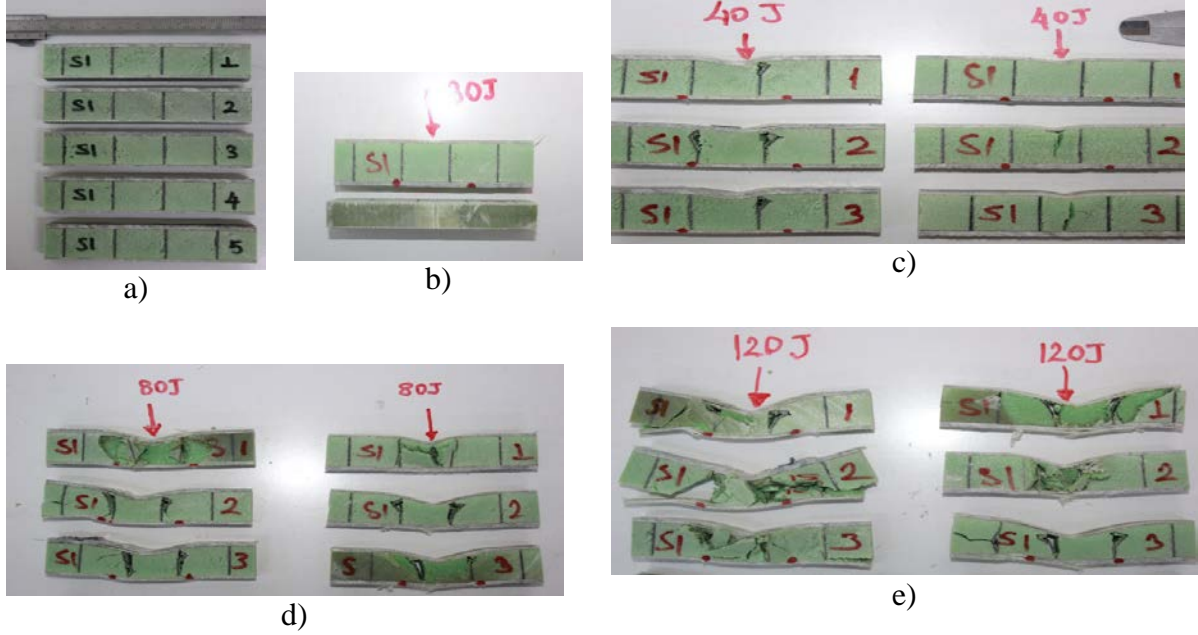 S1 1
S1 2
S1 3
S1 4
S1 5
a)
30J
S1
b)
40J 40J
S1 1 S1 1
S1 2 S1 2
S1 3 S1 3
c)
80J 80J
S1 1 S1 1
S1 2 S1 2
S1 3 S 3
d)
120J 120J
S1 1 S1 1
S1 2 S1 2
S1 3 S1 3
e)